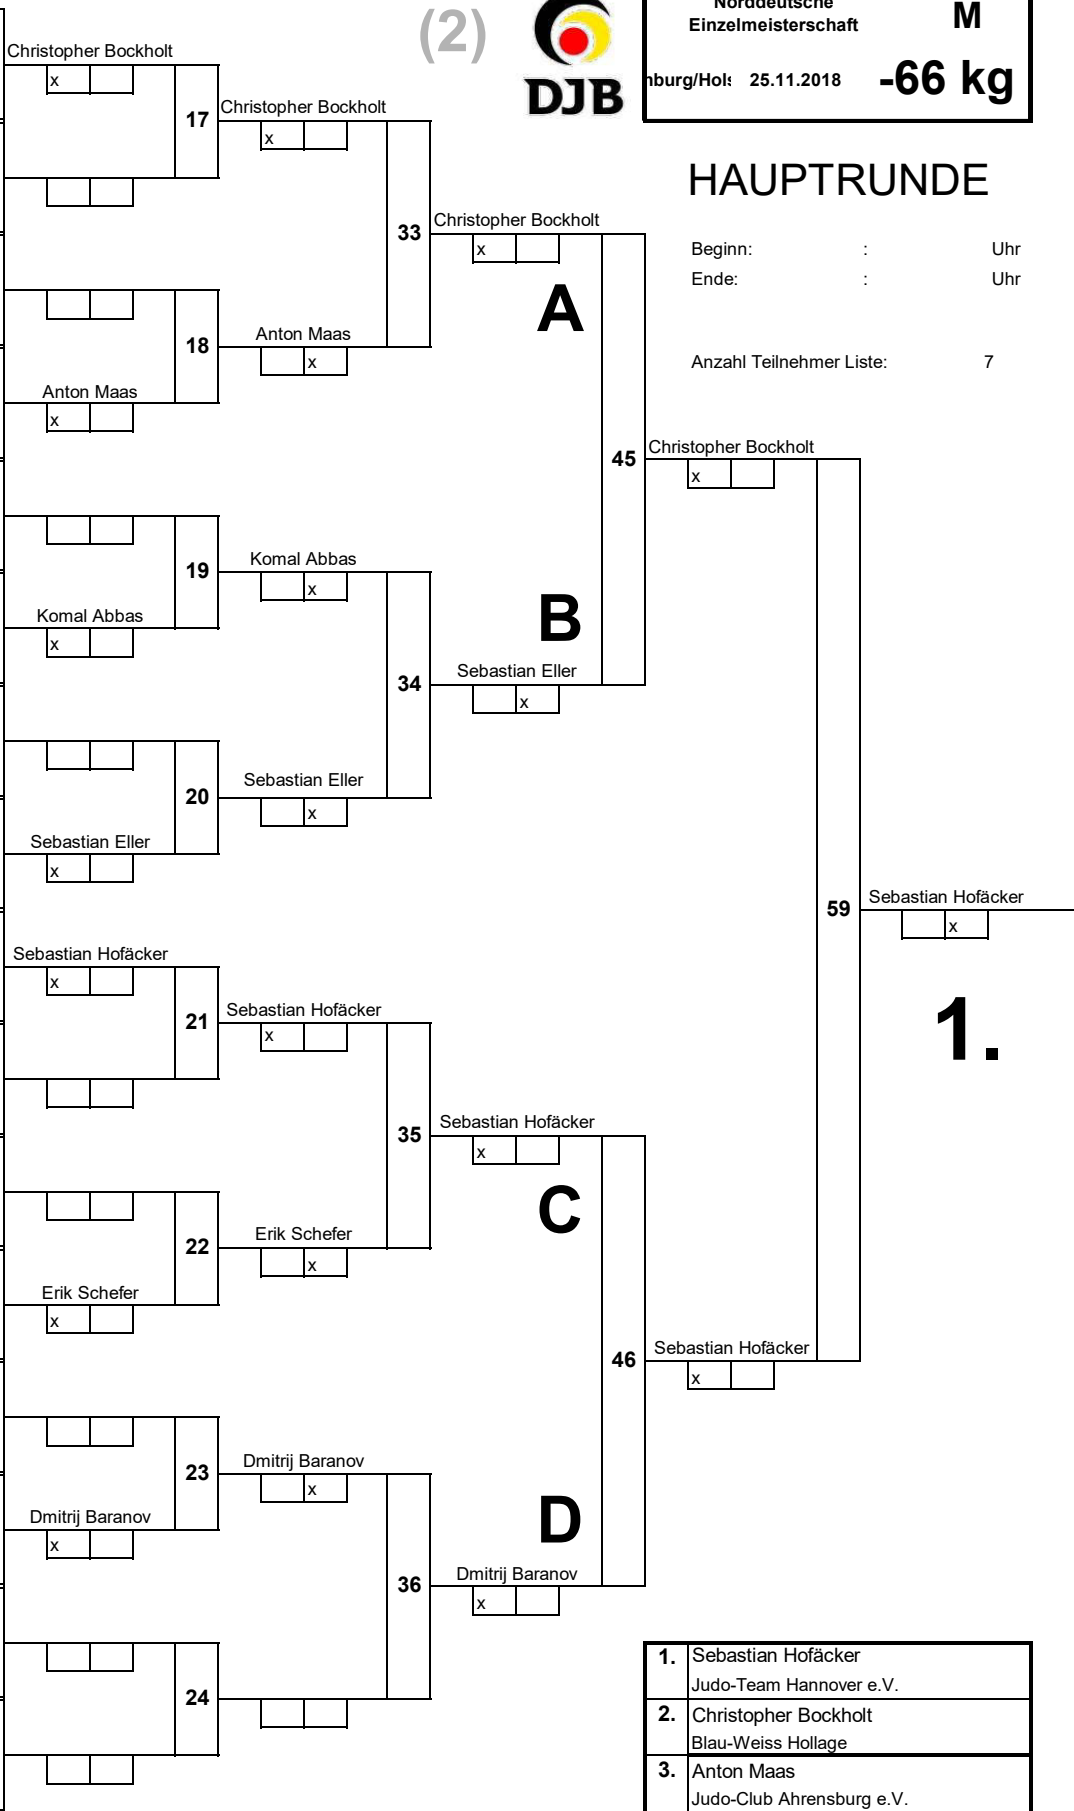 (2)
DJB
Norddeutsche
Einzelmeisterschaft
M
25.11.2018
-66 kg
HAUPTRUNDE
Beginn: : Uhr
Ende: : Uhr
Anzahl Teilnehmer Liste: 7
Christopher Bockholt
x
17
Christopher Bockholt
x
33
Christopher Bockholt
x
A
18
Anton Maas
x
Anton Maas
x
45
Christopher Bockholt
x
19
Komal Abbas
x
Komal Abbas
x
B
34
Sebastian Eller
x
20
Sebastian Eller
x
Sebastian Eller
x
59
Sebastian Hofäcker
x
1.
Sebastian Hofäcker
x
21
Sebastian Hofäcker
x
35
Sebastian Hofäcker
x
C
22
Erik Schefer
x
Erik Schefer
x
46
Sebastian Hofäcker
x
23
Dmitrij Baranov
x
Dmitrij Baranov
x
D
36
Dmitrij Baranov
x
24
1. Sebastian Hofäcker
Judo-Team Hannover e.V.
2. Christopher Bockholt
Blau-Weiss Hollage
3. Anton Maas
Judo-Club Ahrensburg e.V.